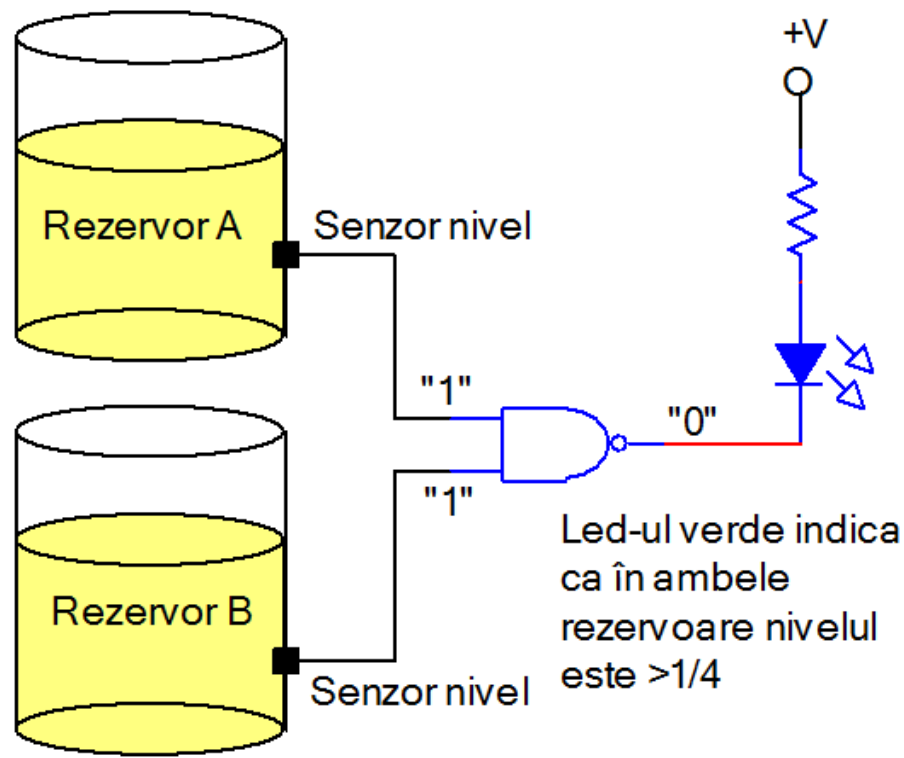 +V
Rezervor A
Senzor nivel
"1"
"0"
"1"
Rezervor B
Senzor nivel
Led-ul verde indica
ca în ambele
rezervoare nivelul
este >1/4